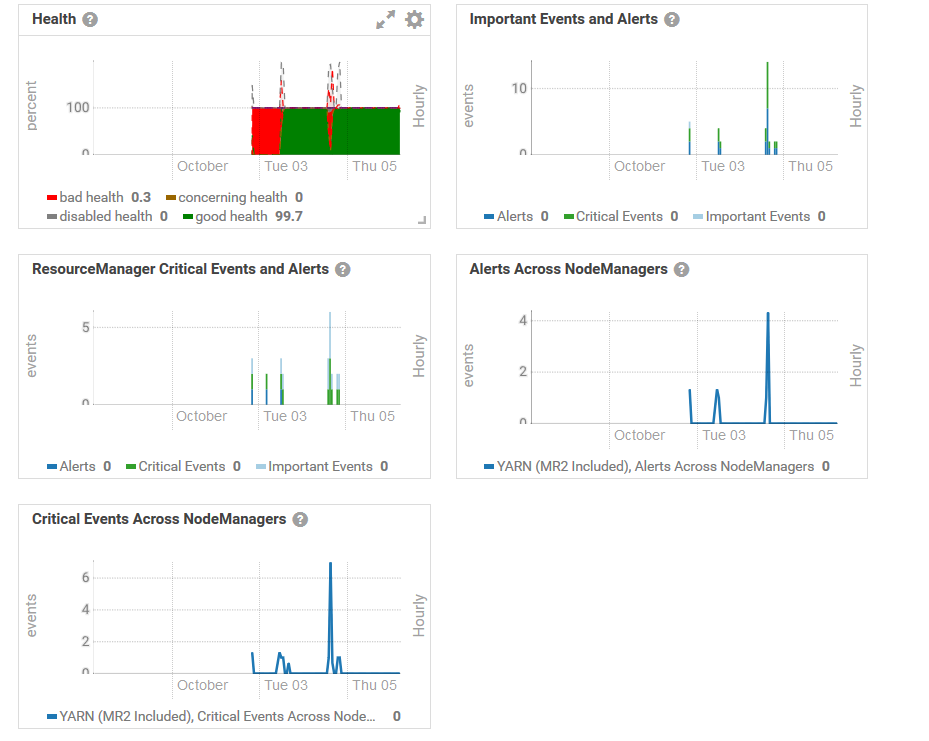 Health ?
percent
100
0
October Tue 03 Thu 05
Hourly
bad health 0.3 concerning health 0
disabled health 0 good health 99.7
Important Events and Alerts ?
events
10
0
October Tue 03 Thu 05
Hourly
Alerts 0 Critical Events 0 Important Events 0
ResourceManager Critical Events and Alerts ?
events
5
0
October Tue 03 Thu 05
Hourly
Alerts 0 Critical Events 0 Important Events 0
Alerts Across NodeManagers ?
events
4
2
0
October Tue 03 Thu 05
Hourly
YARN (MR2 Included), Alerts Across NodeManagers 0
Critical Events Across NodeManagers ?
events
6
4
2
0
October Tue 03 Thu 05
Hourly
YARN (MR2 Included), Critical Events Across Node... 0